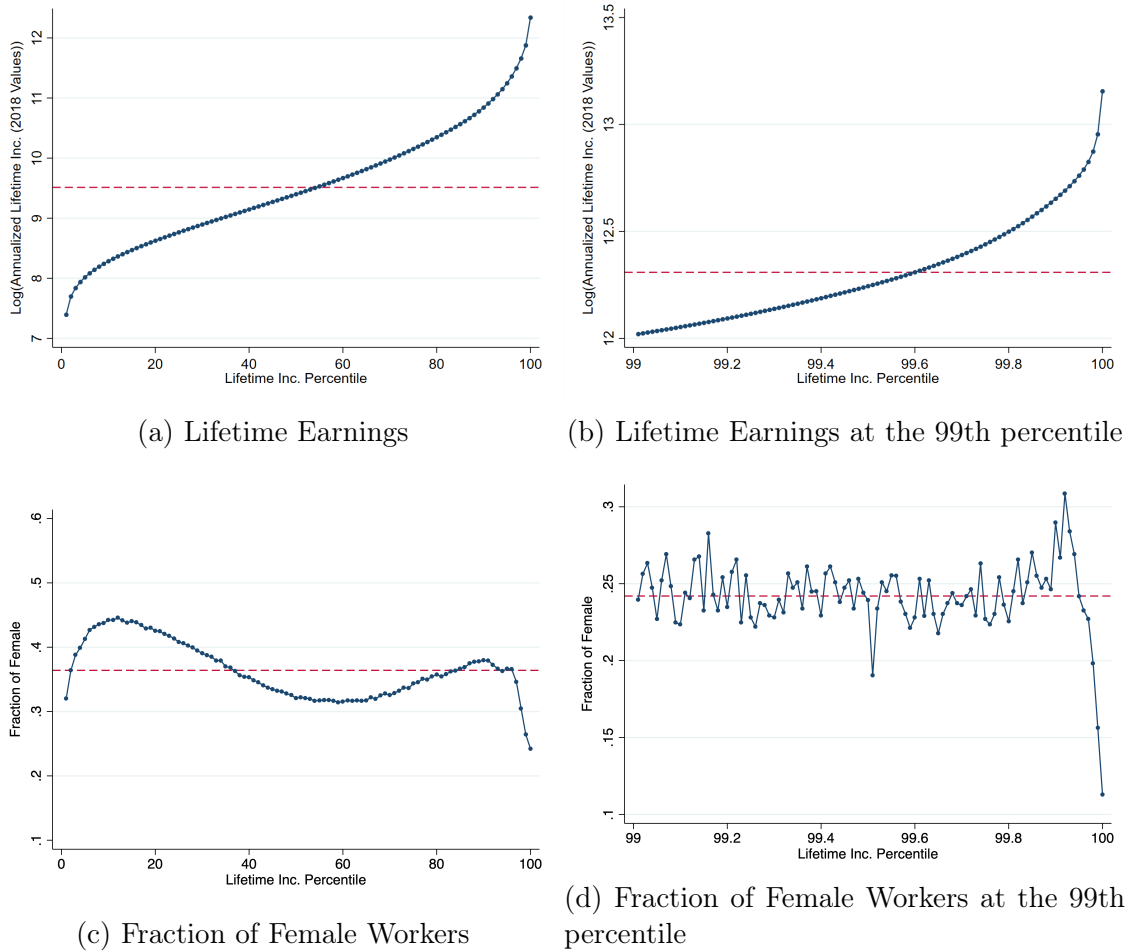 Log(Annualized Lifetime Inc. (2018 Values))
12
11
10
9
8
7
0 20 40 60 80 100
Lifetime Inc. Percentile
(a) Lifetime Earnings
Log(Annualized Lifetime Inc. (2018 Values))
13.5
13
12.5
12
99 99.2 99.4 99.6 99.8 100
Lifetime Inc. Percentile
(b) Lifetime Earnings at the 99th percentile
Fraction of Female
.6
.5
.4
.3
.2
.1
0 20 40 60 80 100
Lifetime Inc. Percentile
(c) Fraction of Female Workers
Fraction of Female
.3
.25
.2
.15
.1
99 99.2 99.4 99.6 99.8 100
Lifetime Inc. Percentile
(d) Fraction of Female Workers at the 99th
percentile